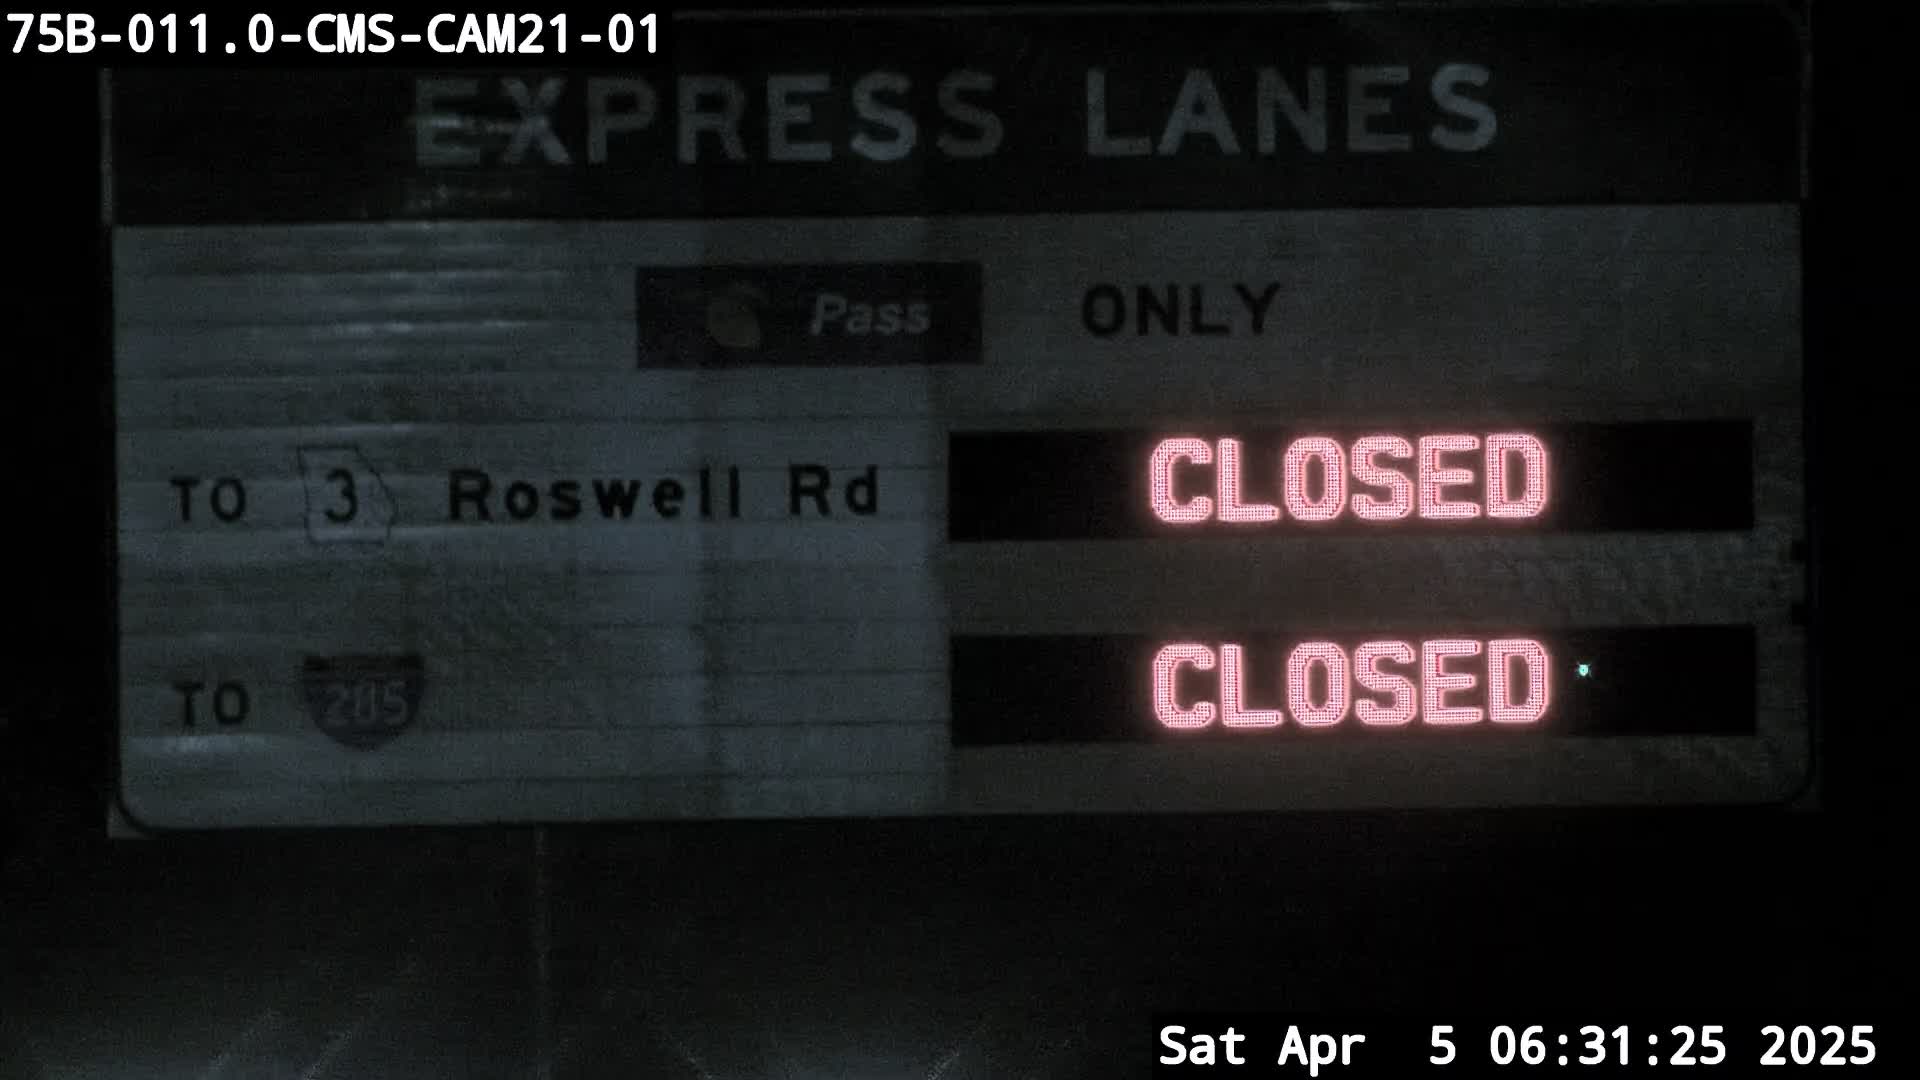 75B-011.0-CMS-CAM21-01
EXPRESS LANES
Pass ONLY
TO 3 Roswell Rd CLOSED
TO 285 CLOSED
Sat Apr 5 06:31:25 2025